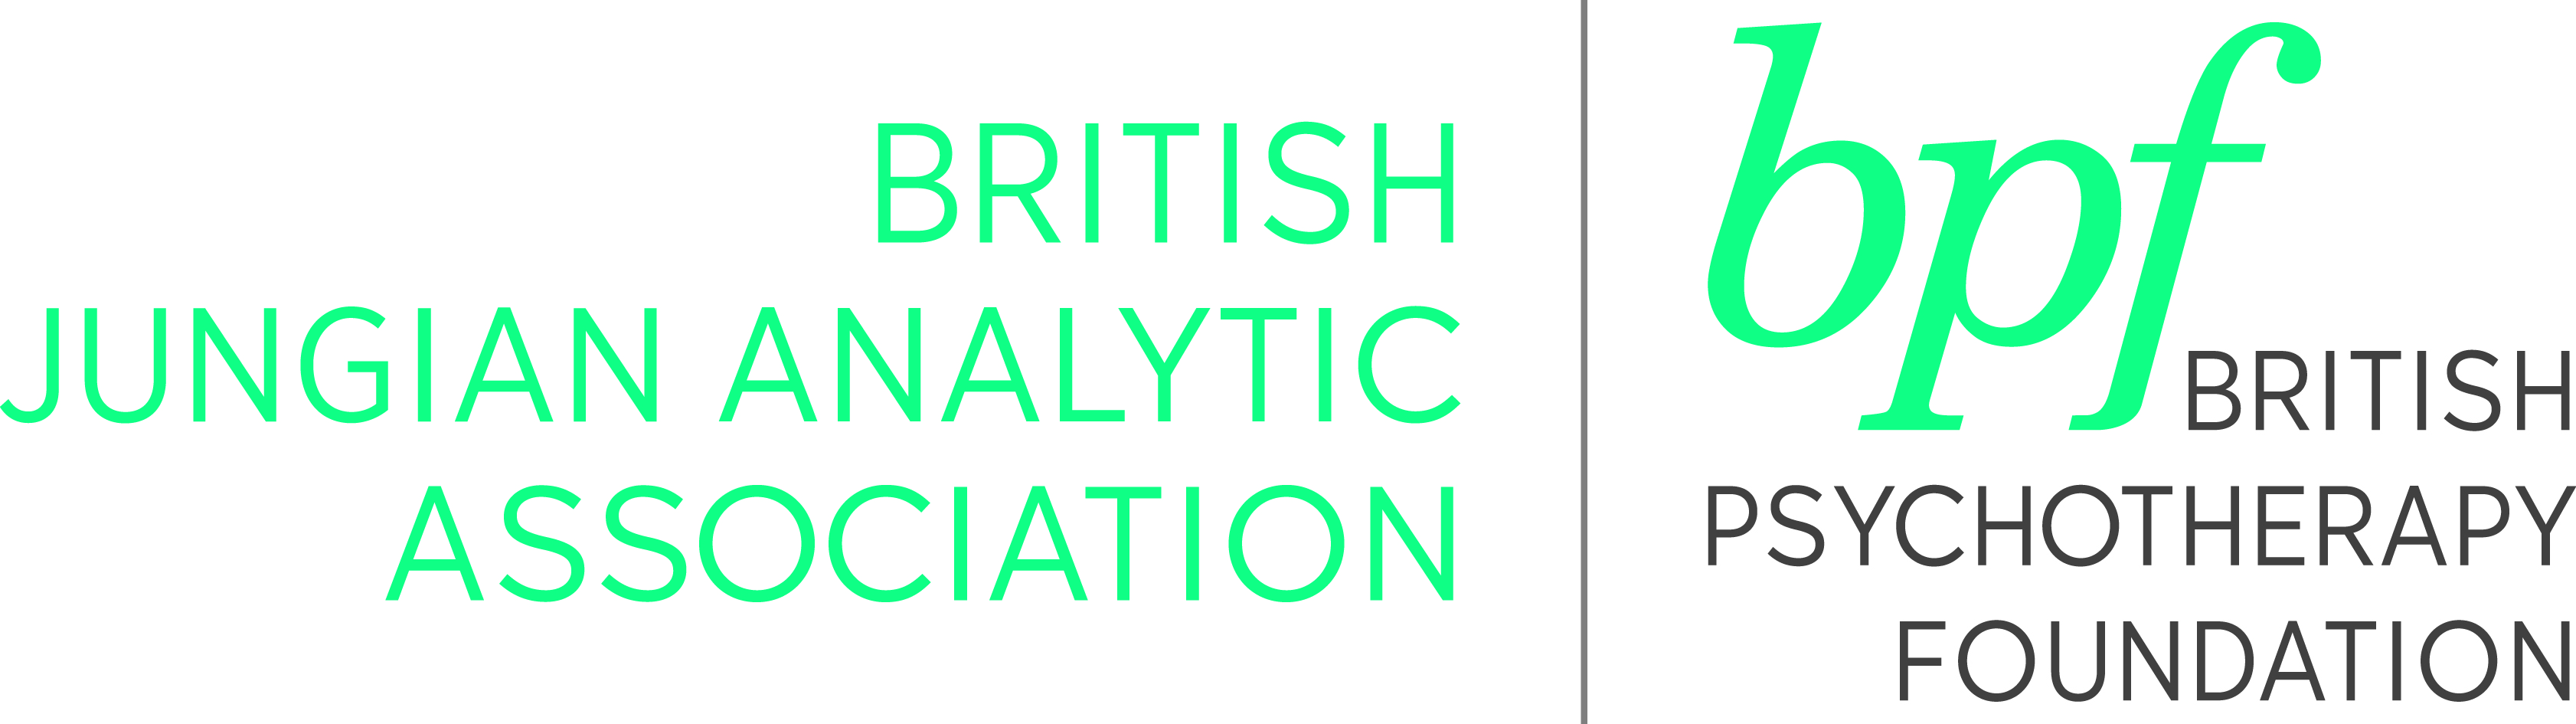 BRITISH
JUNGIAN ANALYTIC
ASSOCIATION
bpf
BRITISH
PSYCHOTHERAPY
FOUNDATION